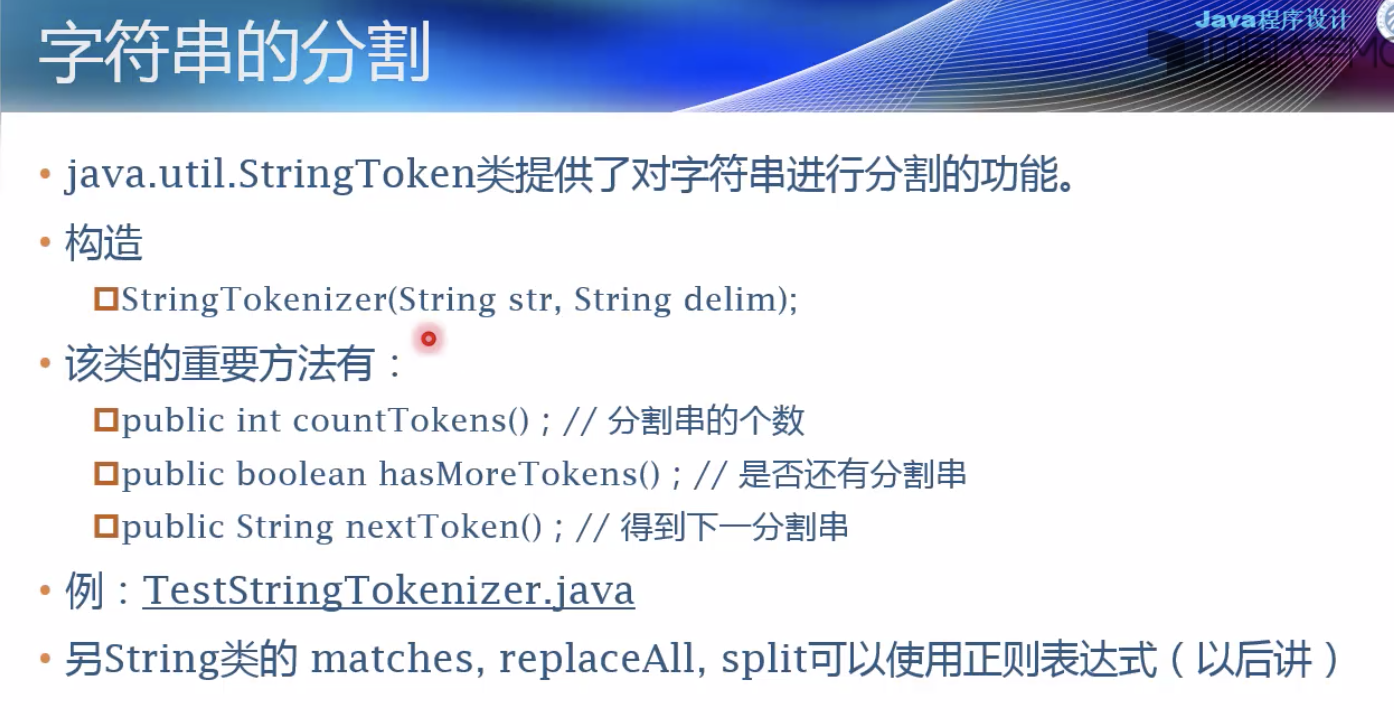 Java程序设计
字符串的分割
• java.util.StringToken类提供了对字符串进行分割的功能。
• 构造
StringTokenizer(String str, String delim);
• 该类的重要方法有：
public int countTokens()；// 分割串的个数
public boolean hasMoreTokens()；// 是否还有分割串
public String nextToken()；// 得到下一分割串
• 例：TestStringTokenizer.java
• 另String类的 matches, replaceAll, split可以使用正则表达式（以后讲）